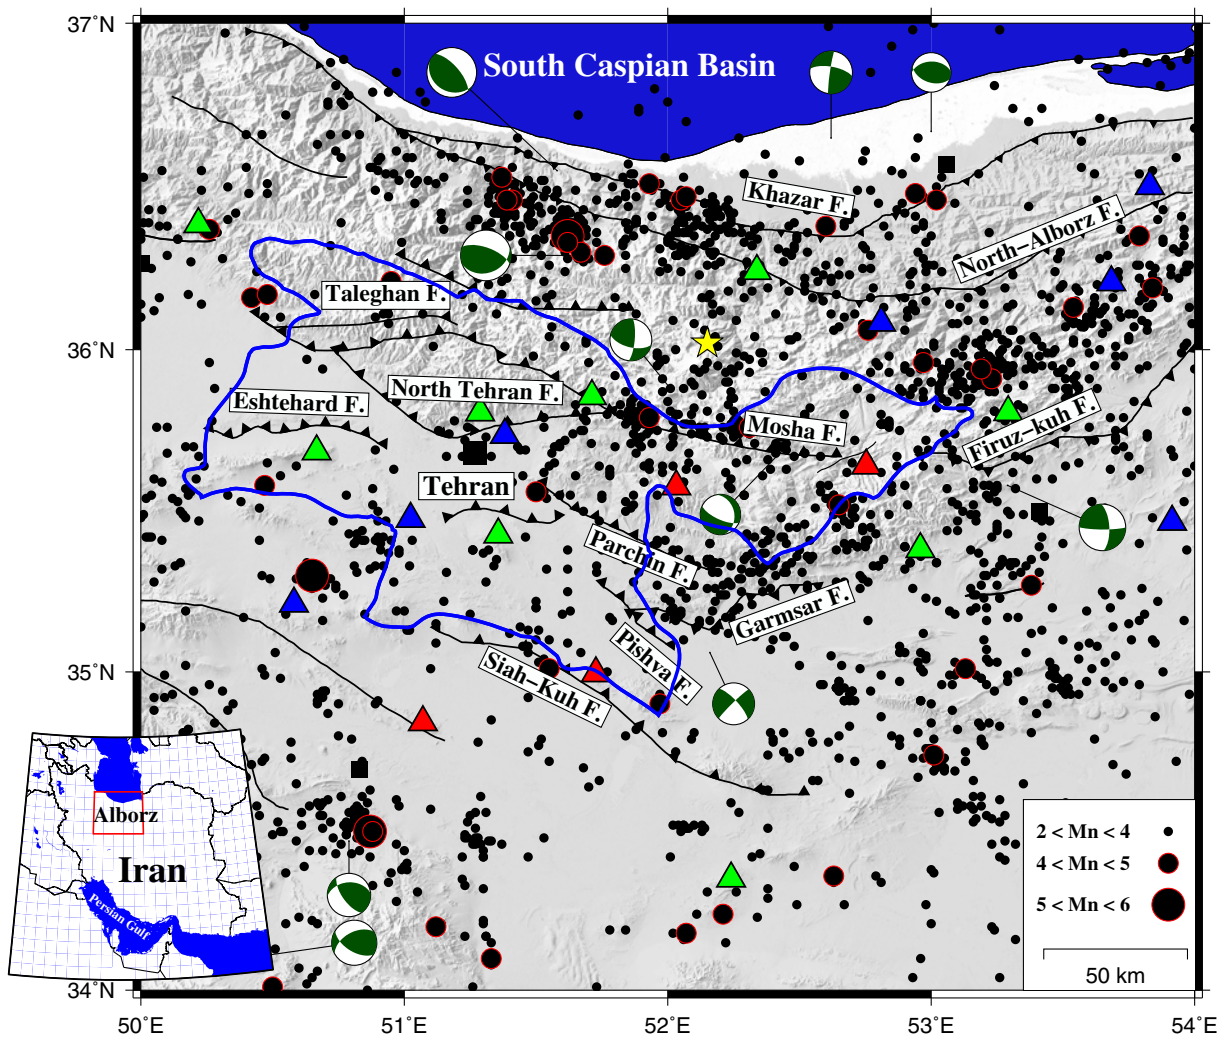 37°N
South Caspian Basin
Khazar F.
North-Alborz F.
Taleghan F.
36°N
North Tehran F.
Eshtehard F.
Mosha F.
Firuz-kuh F.
Tehran
Parchin F.
Garmsar F.
Pishva F.
35°N
Siah-Kuh F.
Alborz
Iran
Persian Gulf
2 < Mn < 4
4 < Mn < 5
5 < Mn < 6
50 km
34°N
50°E
51°E
52°E
53°E
54°E